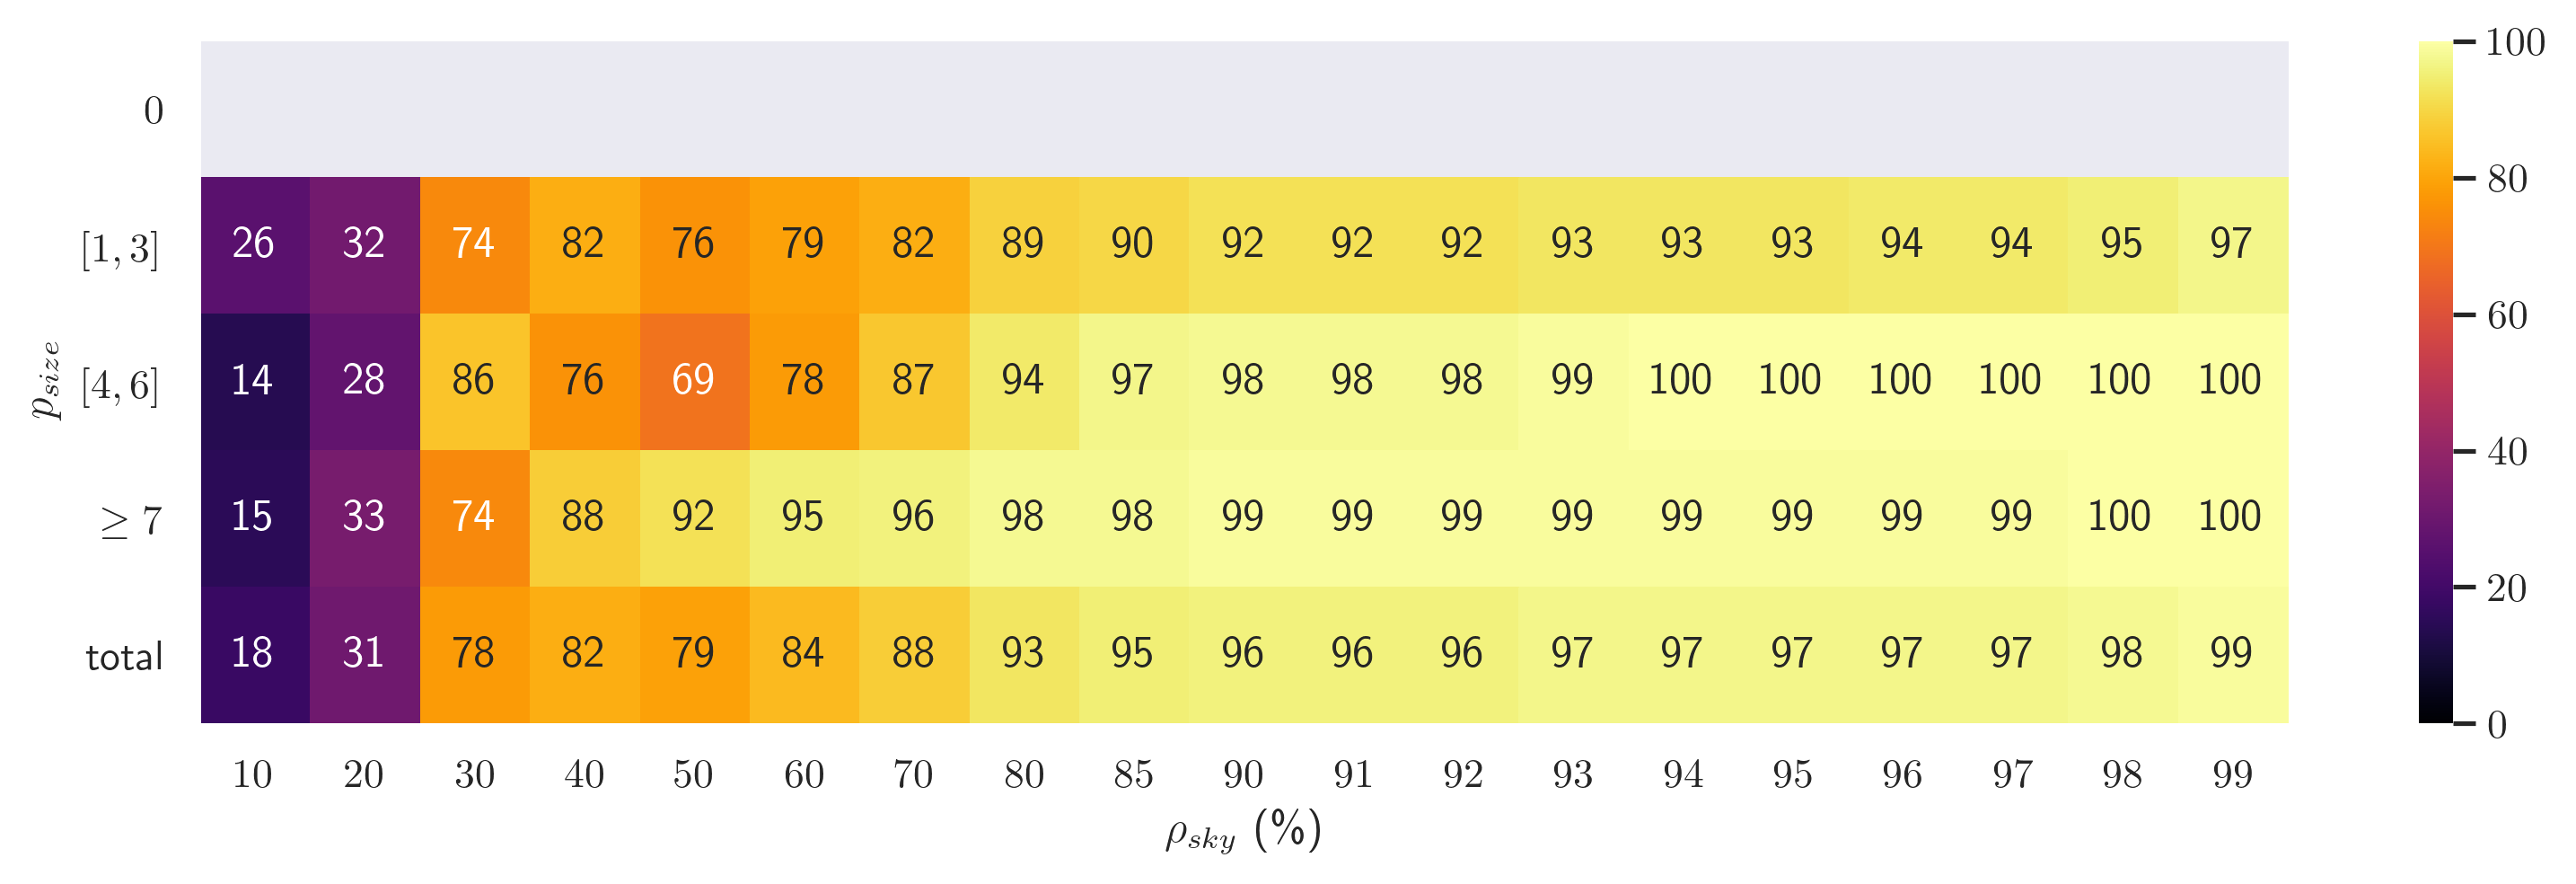 0
[1, 3] 26 32 74 82 76 79 82 89 90 92 92 92 93 93 93 94 94 95 97
[4, 6] 14 28 86 76 69 78 87 94 97 98 98 98 99 100 100 100 100 100 100
≥ 7 15 33 74 88 92 95 96 98 98 99 99 99 99 99 99 99 99 100 100
total 18 31 78 82 79 84 88 93 95 96 96 96 97 97 97 97 97 98 99
10 20 30 40 50 60 70 80 85 90 91 92 93 94 95 96 97 98 99
p_size
ρ_sky (%)
100
80
60
40
20
0